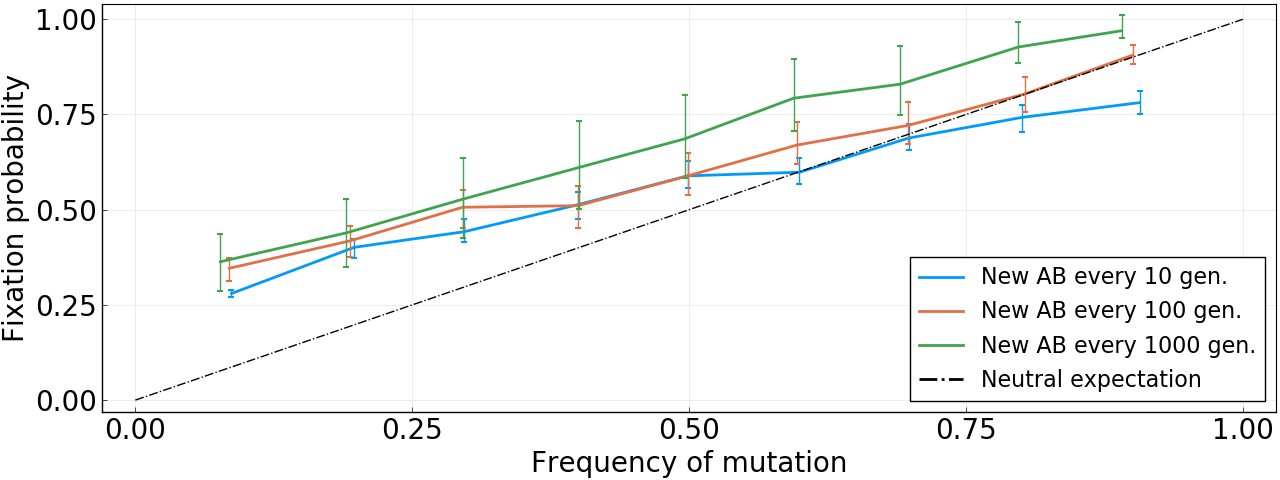 1.00
0.75
0.50
0.25
0.00
Fixation probability
New AB every 10 gen.
New AB every 100 gen.
New AB every 1000 gen.
Neutral expectation
0.00 0.25 0.50 0.75 1.00
Frequency of mutation